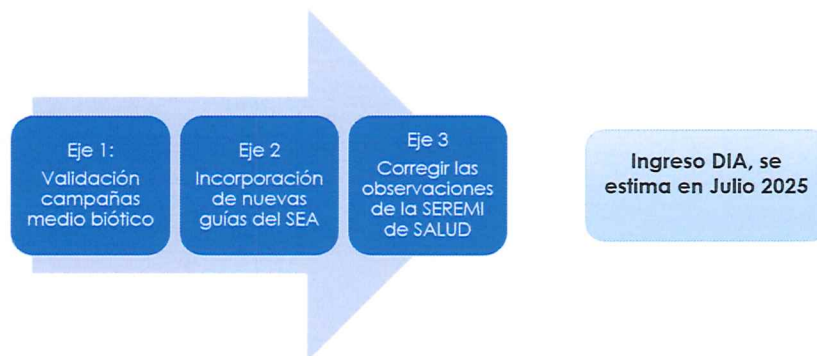 Eje 1:
Validación
campañas
medio biótico
Eje 2
Incorporación
de nuevas
guías del SEA
Eje 3
Corregir las
observaciones
de la SEREMI
de SALUD
Ingreso DIA, se
estima en Julio 2025